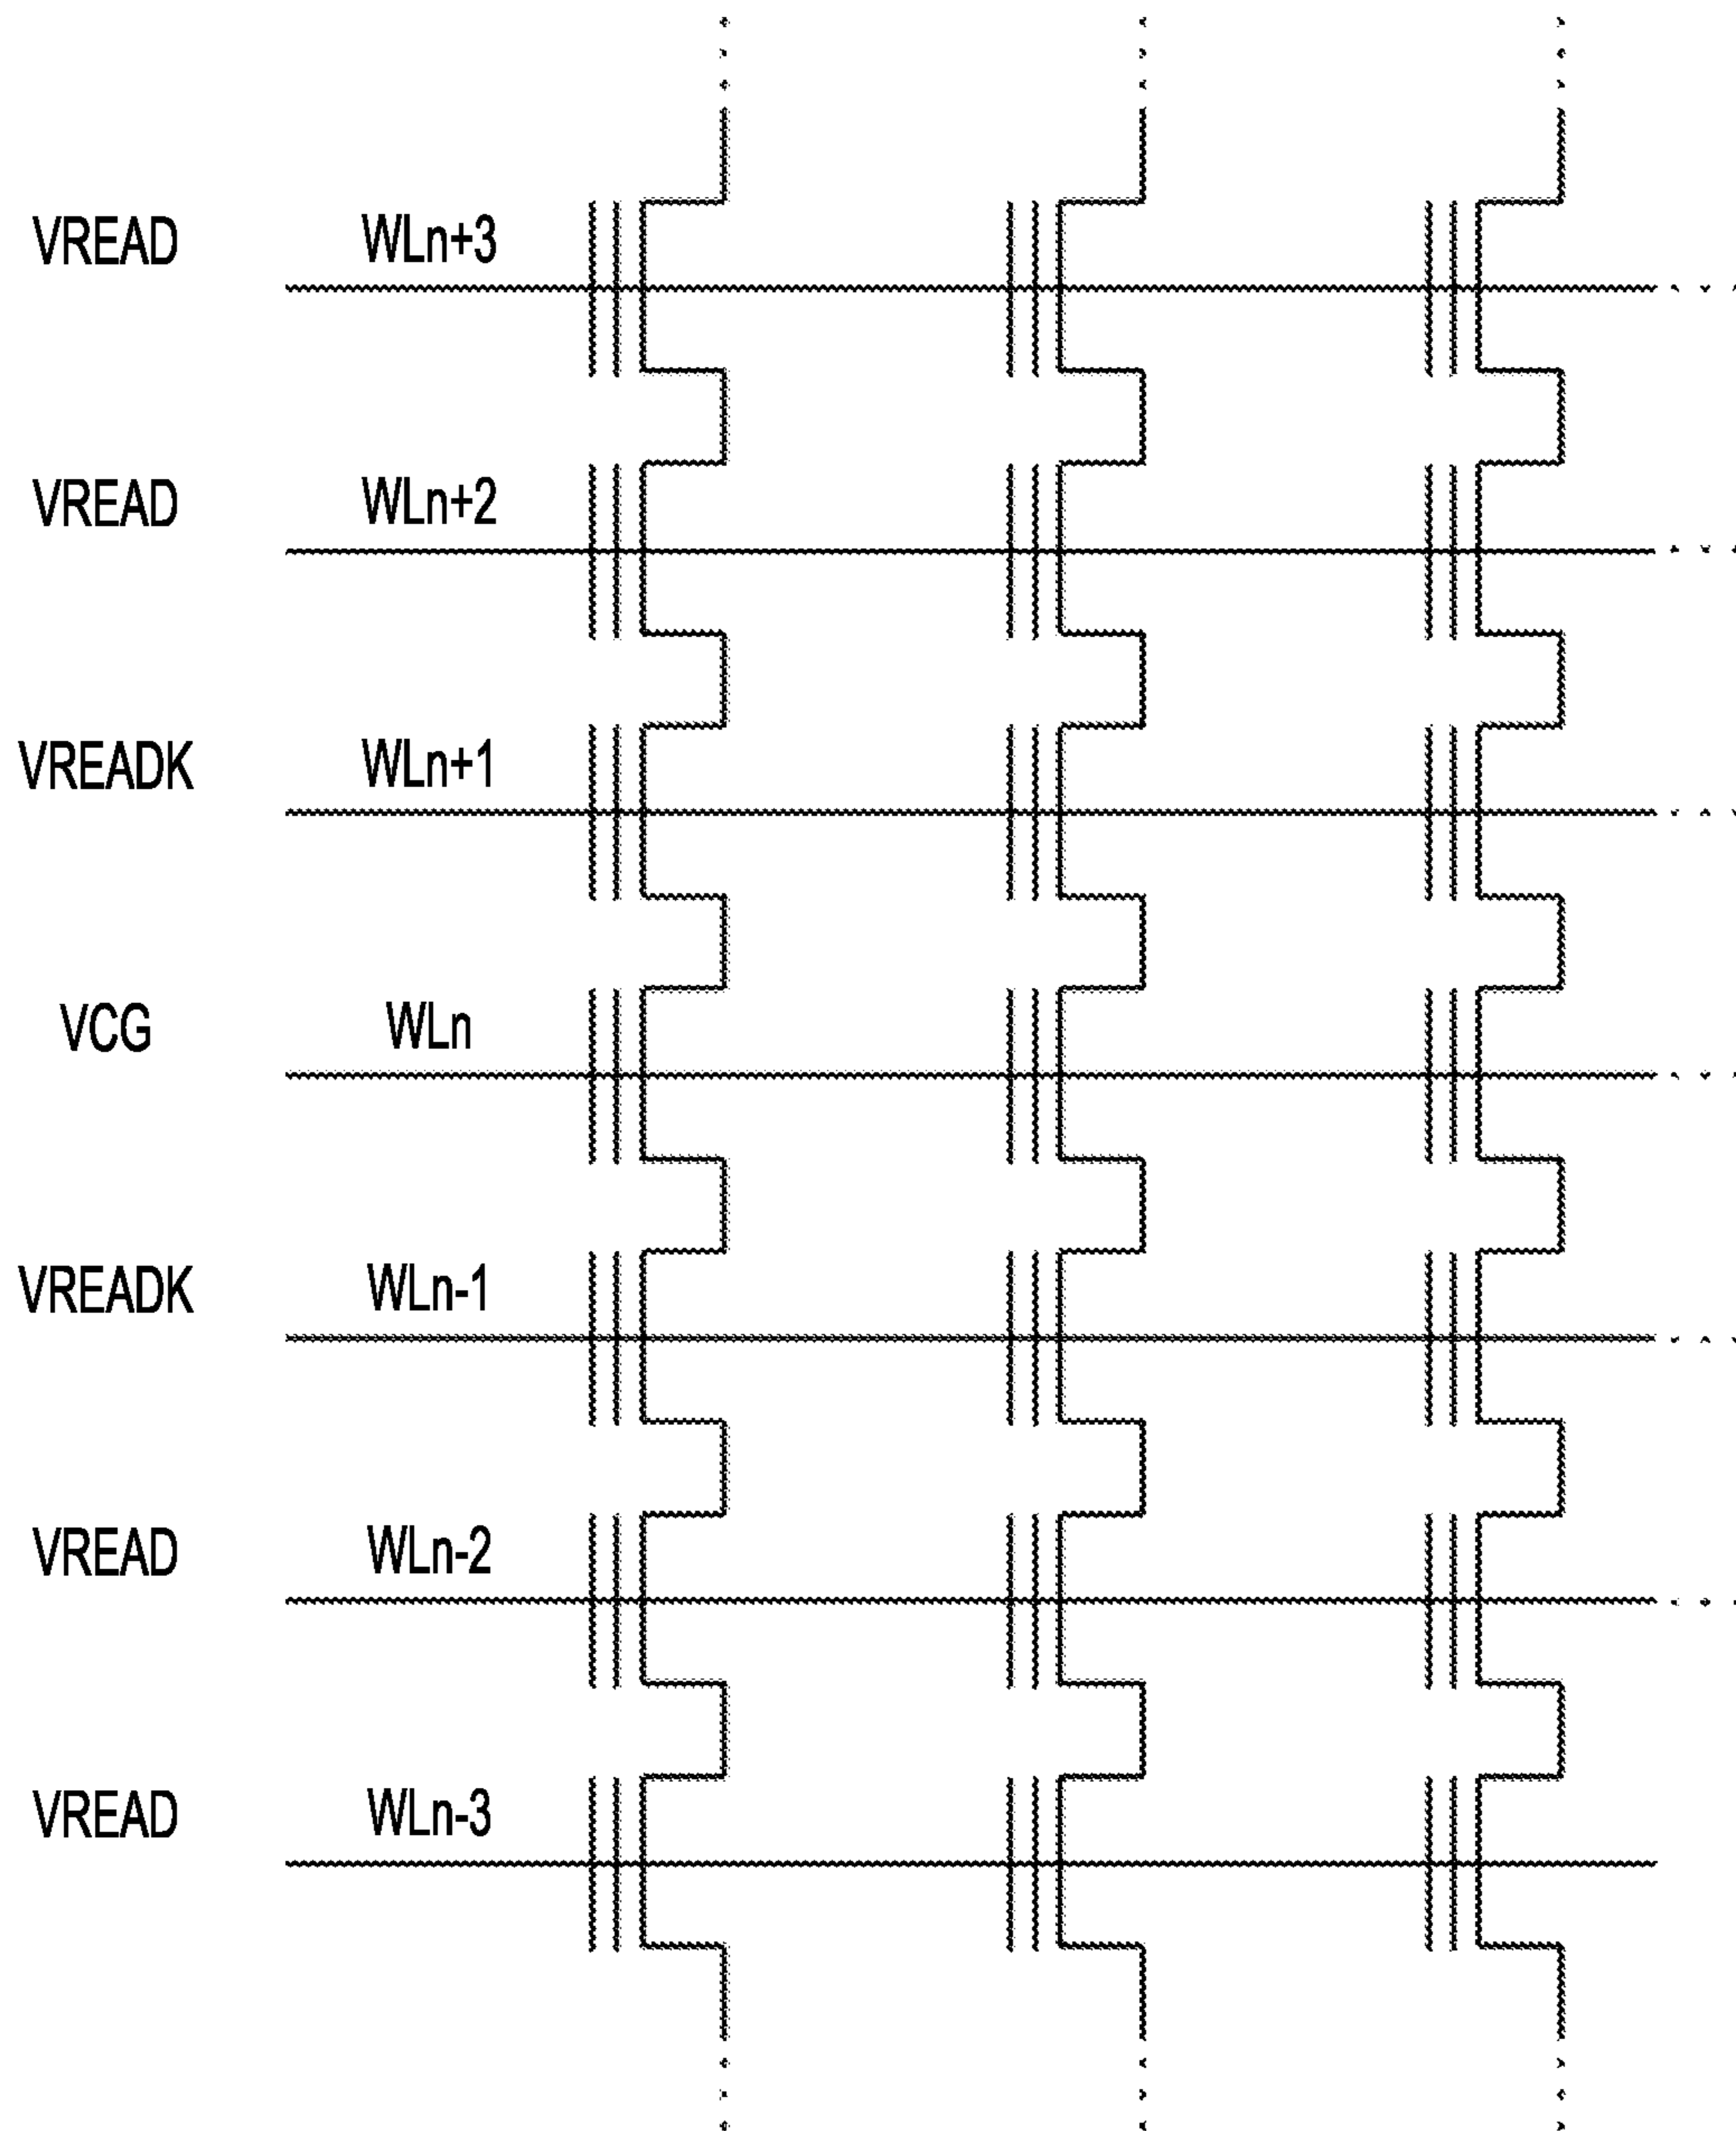 VREAD WLn+3
VREAD WLn+2
VREADK WLn+1
VCG WLn
VREADK WLn-1
VREAD WLn-2
VREAD WLn-3